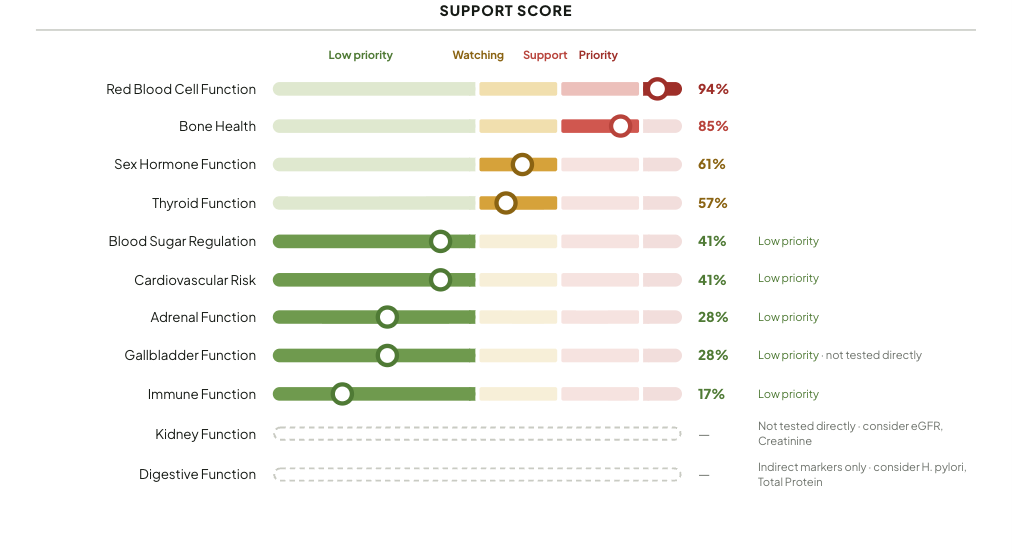 SUPPORT SCORE
Low priority Watching Support Priority
Red Blood Cell Function 94%
Bone Health 85%
Sex Hormone Function 61%
Thyroid Function 57%
Blood Sugar Regulation 41% Low priority
Cardiovascular Risk 41% Low priority
Adrenal Function 28% Low priority
Gallbladder Function 28% Low priority · not tested directly
Immune Function 17% Low priority
Kidney Function — Not tested directly · consider eGFR,
Creatinine
Digestive Function — Indirect markers only · consider H. pylori,
Total Protein